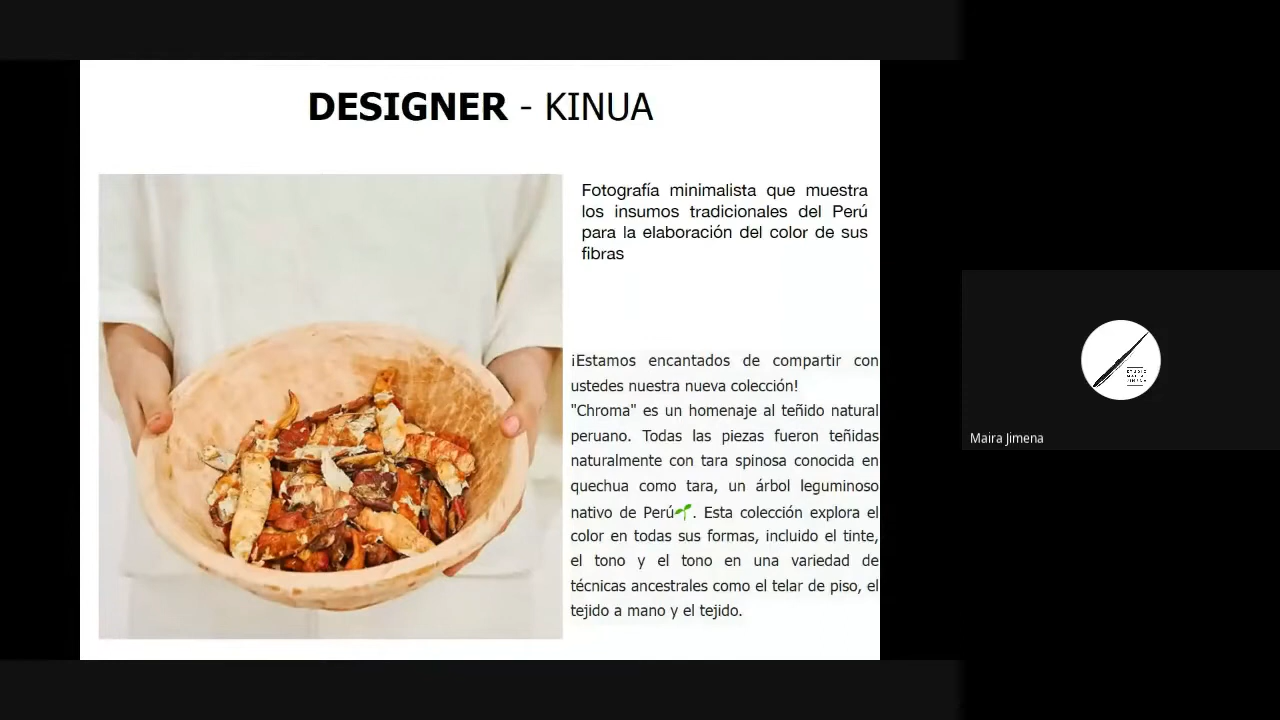 DESIGNER - KINUA
Fotografía minimalista que muestra
los insumos tradicionales del Perú
para la elaboración del color de sus
fibras
¡Estamos encantados de compartir con
ustedes nuestra nueva colección!
"Chroma" es un homenaje al teñido natural
peruano. Todas las piezas fueron teñidas
naturalmente con tara spinosa conocida en
quechua como tara, un árbol leguminoso
nativo de Perú🌱. Esta colección explora el
color en todas sus formas, incluido el tinte,
el tono y el tono en una variedad de
técnicas ancestrales como el telar de piso, el
tejido a mano y el tejido.
Maira Jimena